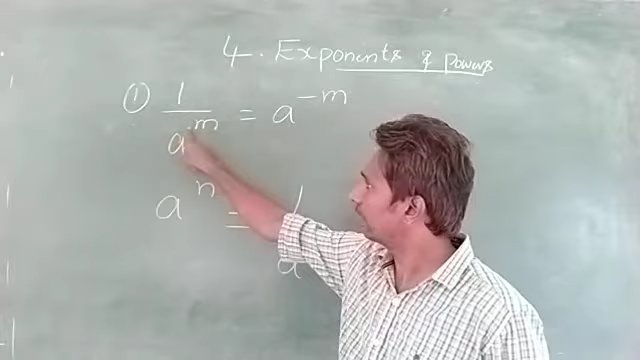 4. Exponents & Powers
① 1/a^m = a^-m
a^n = 1/a